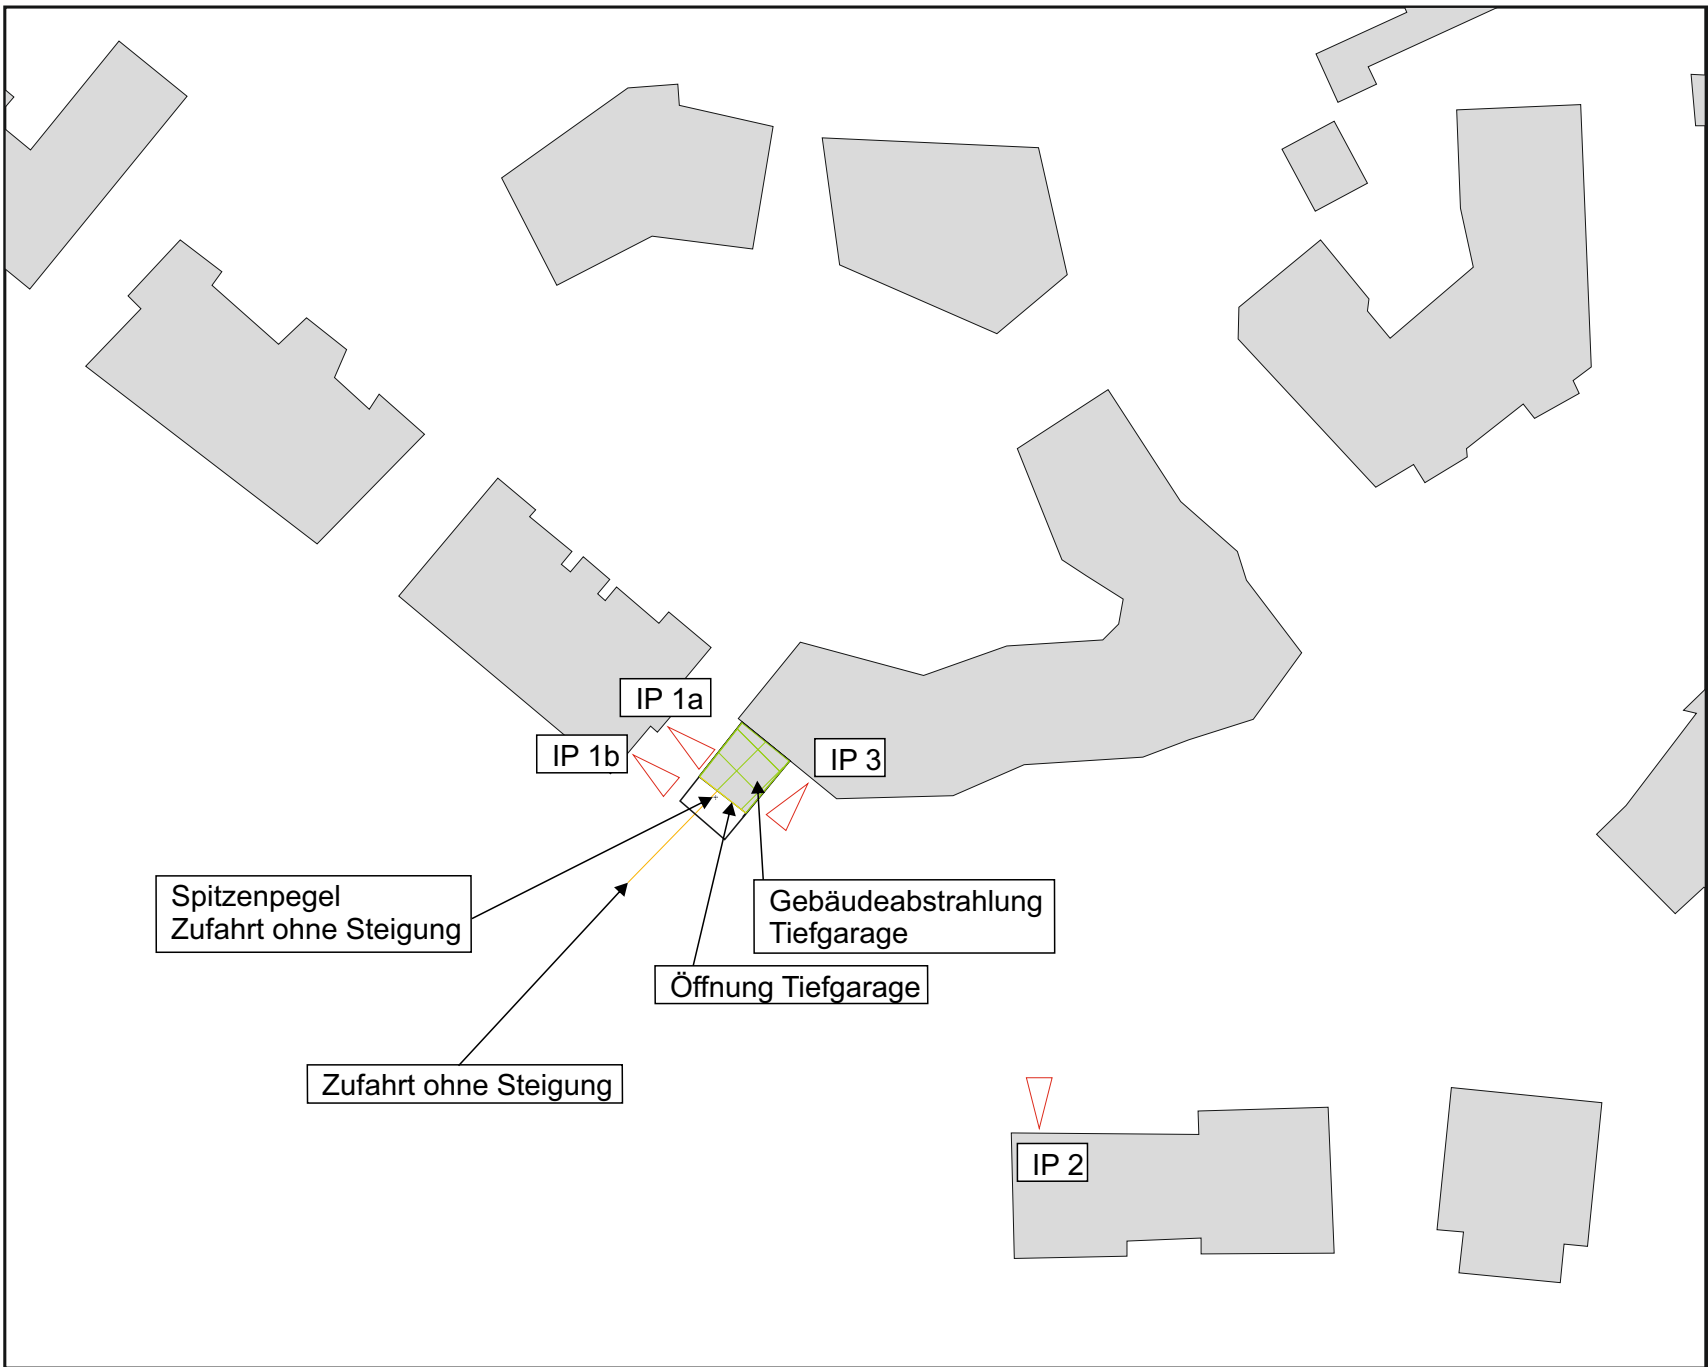 IP 1a
IP 1b
IP 3
Spitzenpegel
Zufahrt ohne Steigung
Gebäudeabstrahlung
Tiefgarage
Öffnung Tiefgarage
Zufahrt ohne Steigung
IP 2